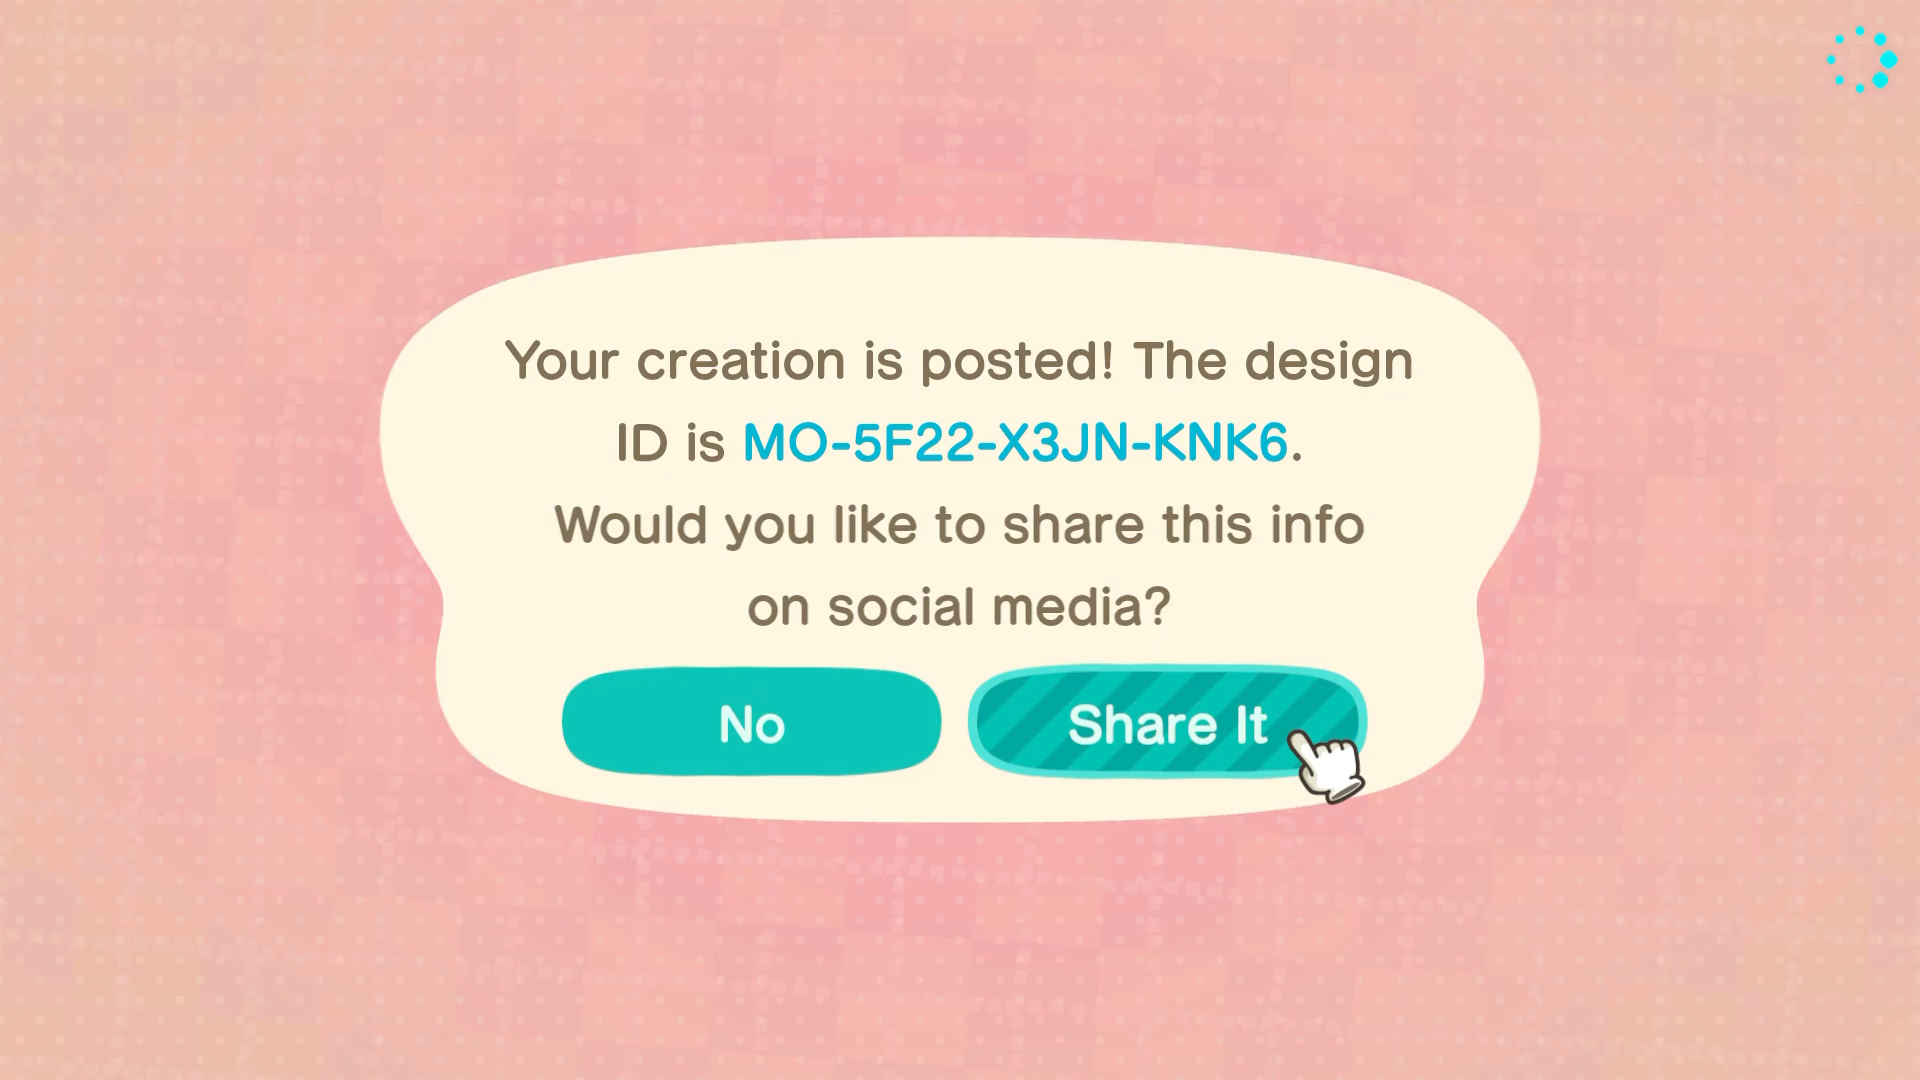 Your creation is posted! The design
ID is MO-5F22-X3JN-KNK6.
Would you like to share this info
on social media?
No
Share It